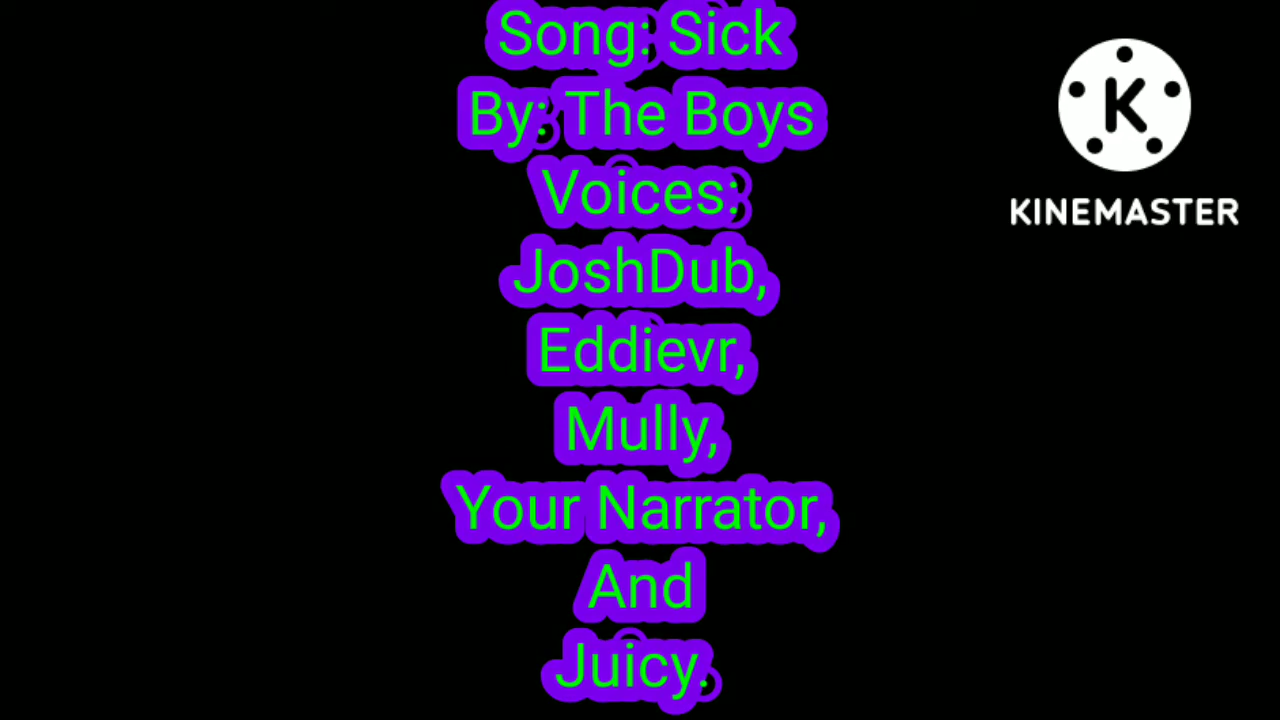 Song: Sick
By: The Boys
Voices:
JoshDub,
Eddievr,
Mully,
Your Narrator,
And
Juicy.
K
KINEMASTER